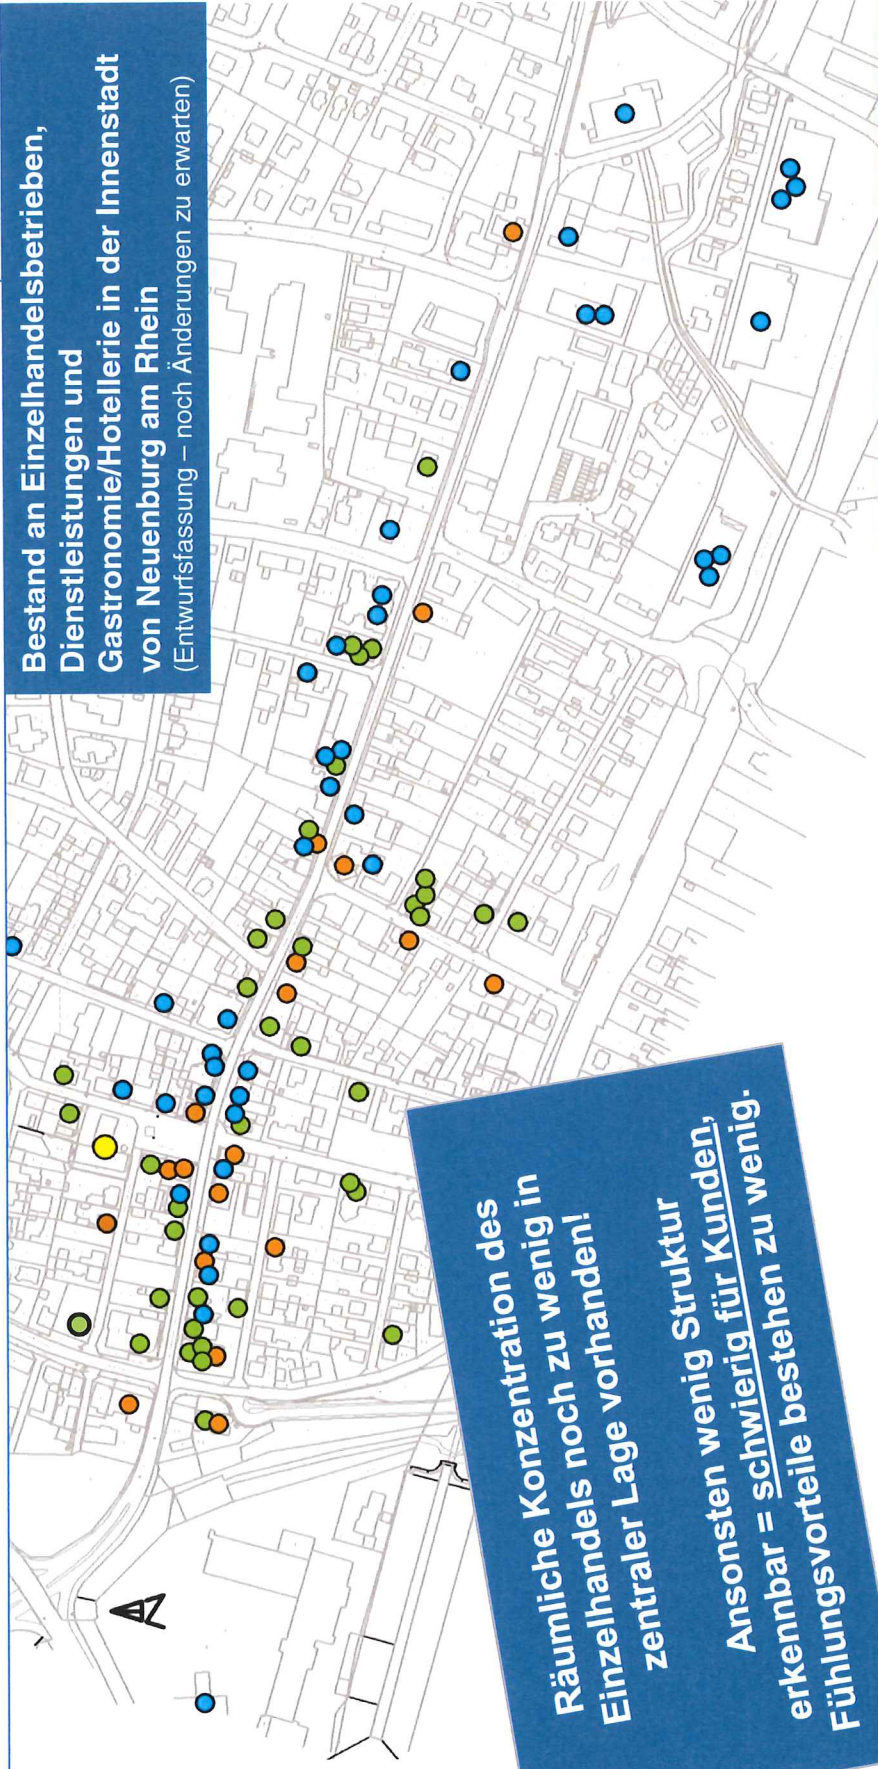 Bestand an Einzelhandelsbetrieben,
Dienstleistungen und
Gastronomie/Hotellerie in der Innenstadt
von Neuenburg am Rhein
(Entwurfsfassung – noch Änderungen zu erwarten)
Räumliche Konzentration des
Einzelhandels noch zu wenig in
zentraler Lage vorhanden!
Ansonsten wenig Struktur
erkennbar = schwierig für Kunden,
Fühlungsvorteile bestehen zu wenig.